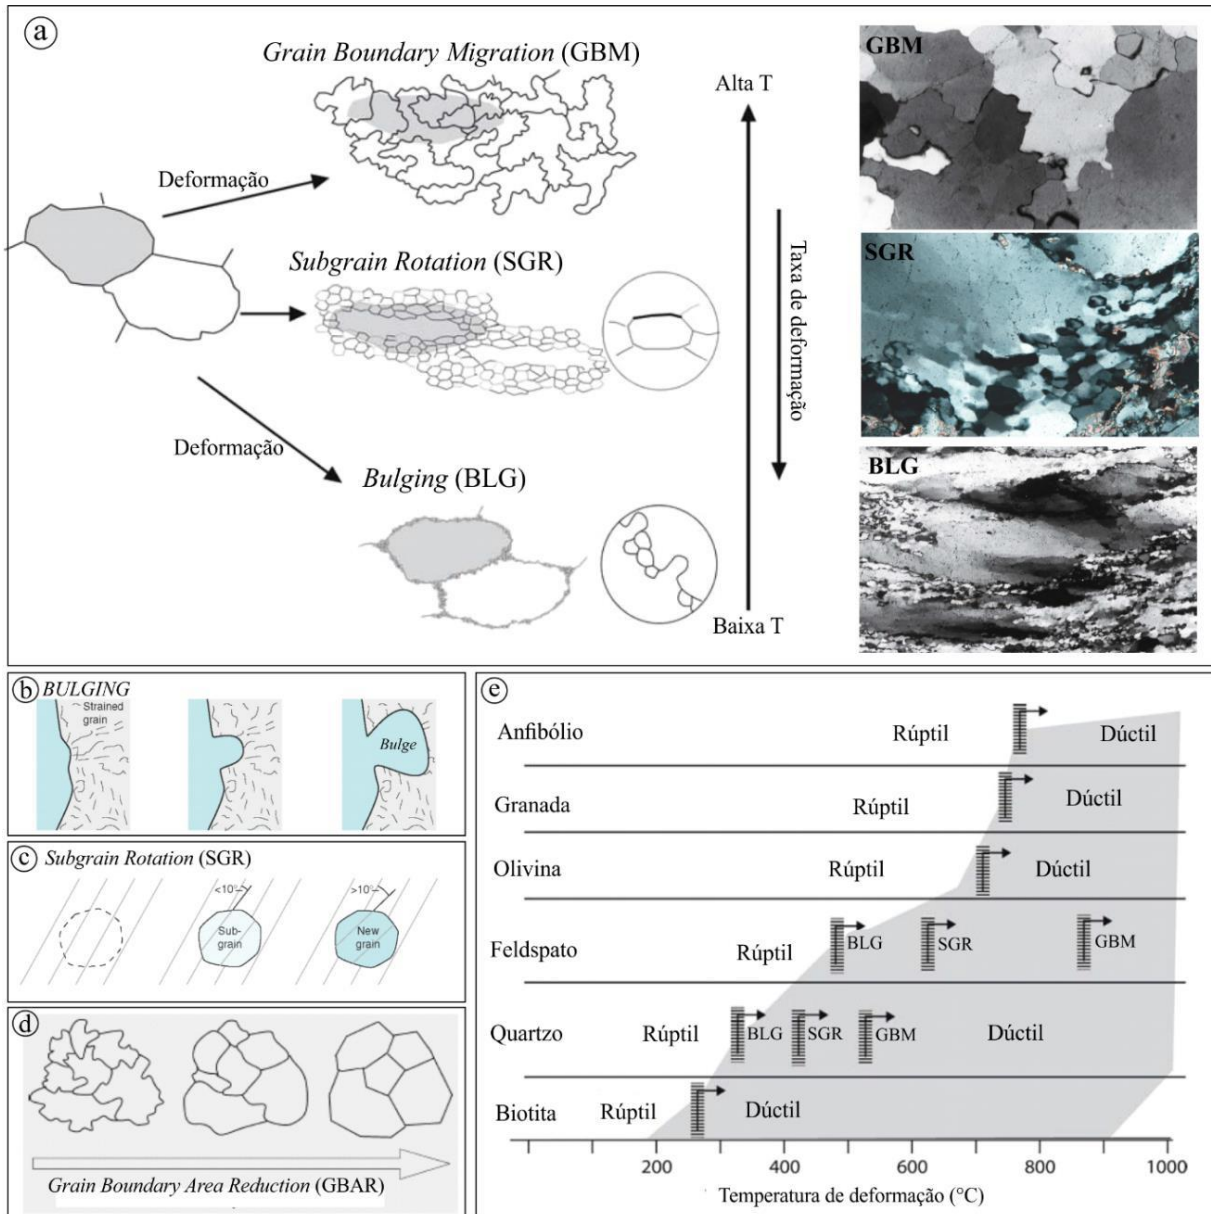 a
Grain Boundary Migration (GBM)
Deformação
Subgrain Rotation (SGR)
Deformação
Bulging (BLG)
Alta T
Taxa de deformação
Baixa T
GBM
SGR
BLG
b BULGING
Strained
grain
Bulge
c Subgrain Rotation (SGR)
<10°
Sub-
grain
>10°
New
grain
d
Grain Boundary Area Reduction (GBAR)
e
Anfibólio Rúptil Dúctil
Granada Rúptil Dúctil
Olivina Rúptil Dúctil
Feldspato Rúptil BLG SGR GBM
Quartzo Rúptil BLG SGR GBM Dúctil
Biotita Rúptil Dúctil
200 400 600 800 1000
Temperatura de deformação (°C)